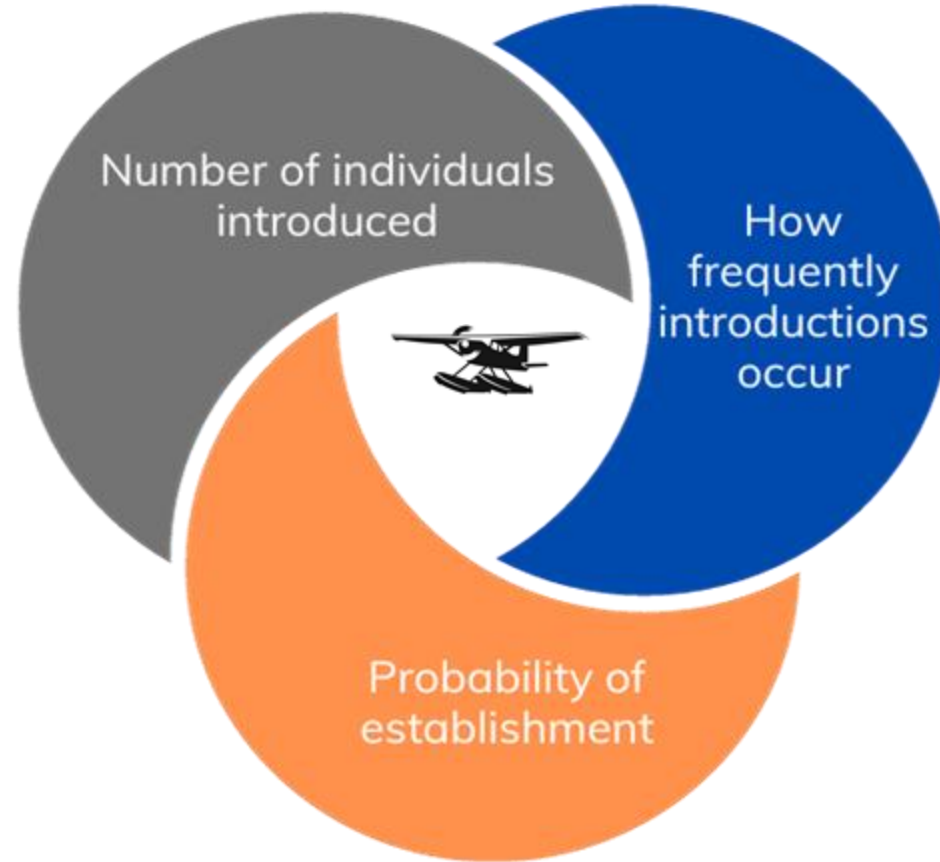 Number of individuals
introduced
How
frequently
introductions
occur
Probability of
establishment